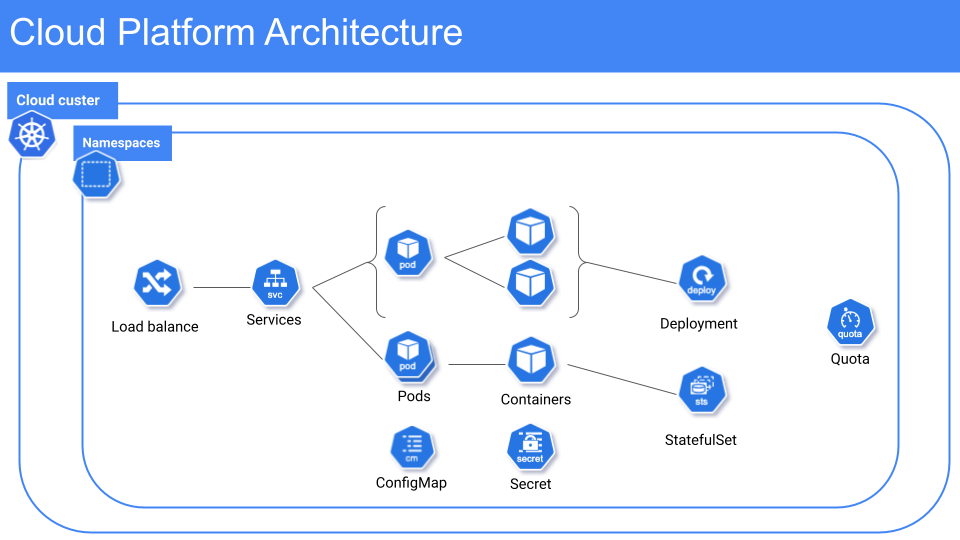 Cloud Platform Architecture
Cloud custer
Namespaces
pod
svc
deploy
Load balance
Services
Deployment
quota
Quota
pod
Pods
Containers
sts
StatefulSet
cm
ConfigMap
secret
Secret